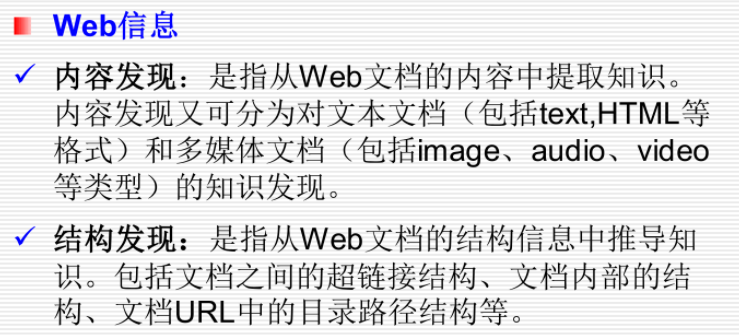 Web信息
内容发现：是指从Web文档的内容中提取知识。
内容发现又可分为对文本文档（包括text,HTML等
格式）和多媒体文档（包括image、audio、video
等类型）的知识发现。
结构发现：是指从Web文档的结构信息中推导知
识。包括文档之间的超链接结构、文档内部的结
构、文档URL中的目录路径结构等。